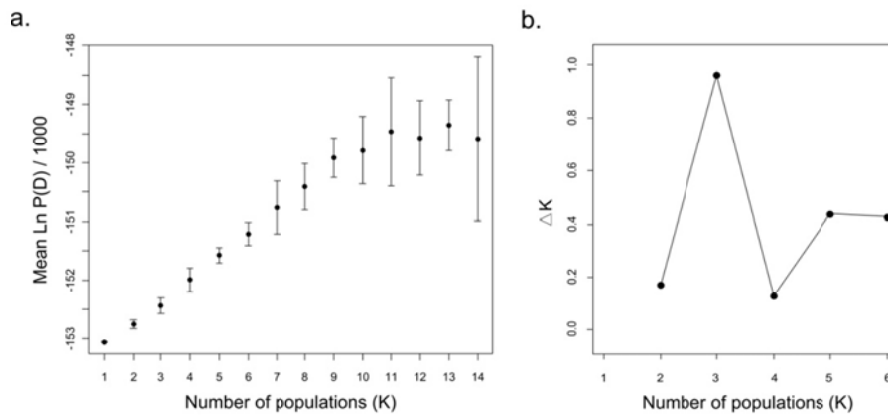 a.
Mean Ln P(D) / 1000
-148
-149
-150
-151
-152
-153
1 2 3 4 5 6 7 8 9 10 11 12 13 14
Number of populations (K)
b.
△K
1.0
0.8
0.6
0.4
0.2
0.0
1 2 3 4 5 6
Number of populations (K)